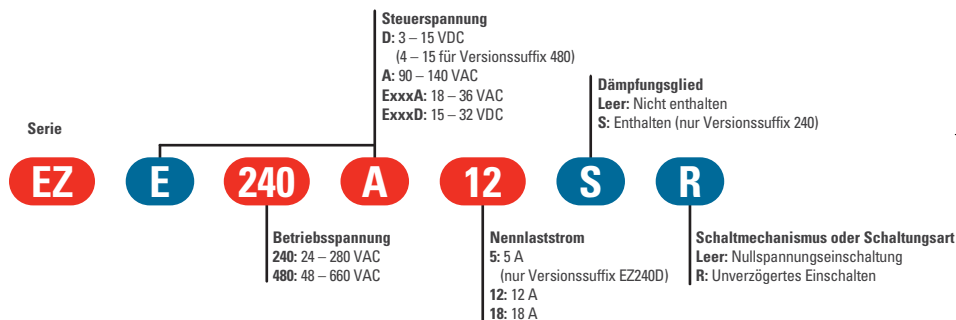 Steuerspannung
D: 3 – 15 VDC
(4 – 15 für Versionssuffix 480)
A: 90 – 140 VAC
ExxxA: 18 – 36 VAC
ExxxD: 15 – 32 VDC
Dämpfungsglied
Leer: Nicht enthalten
S: Enthalten (nur Versionssuffix 240)
Serie
EZ E 240 A 12 S R
Betriebsspannung
240: 24 – 280 VAC
480: 48 – 660 VAC
Nennlaststrom
5: 5 A
(nur Versionssuffix EZ240D)
12: 12 A
18: 18 A
Schaltmechanismus oder Schaltungsart
Leer: Nullspannungseinschaltung
R: Unverzögertes Einschalten